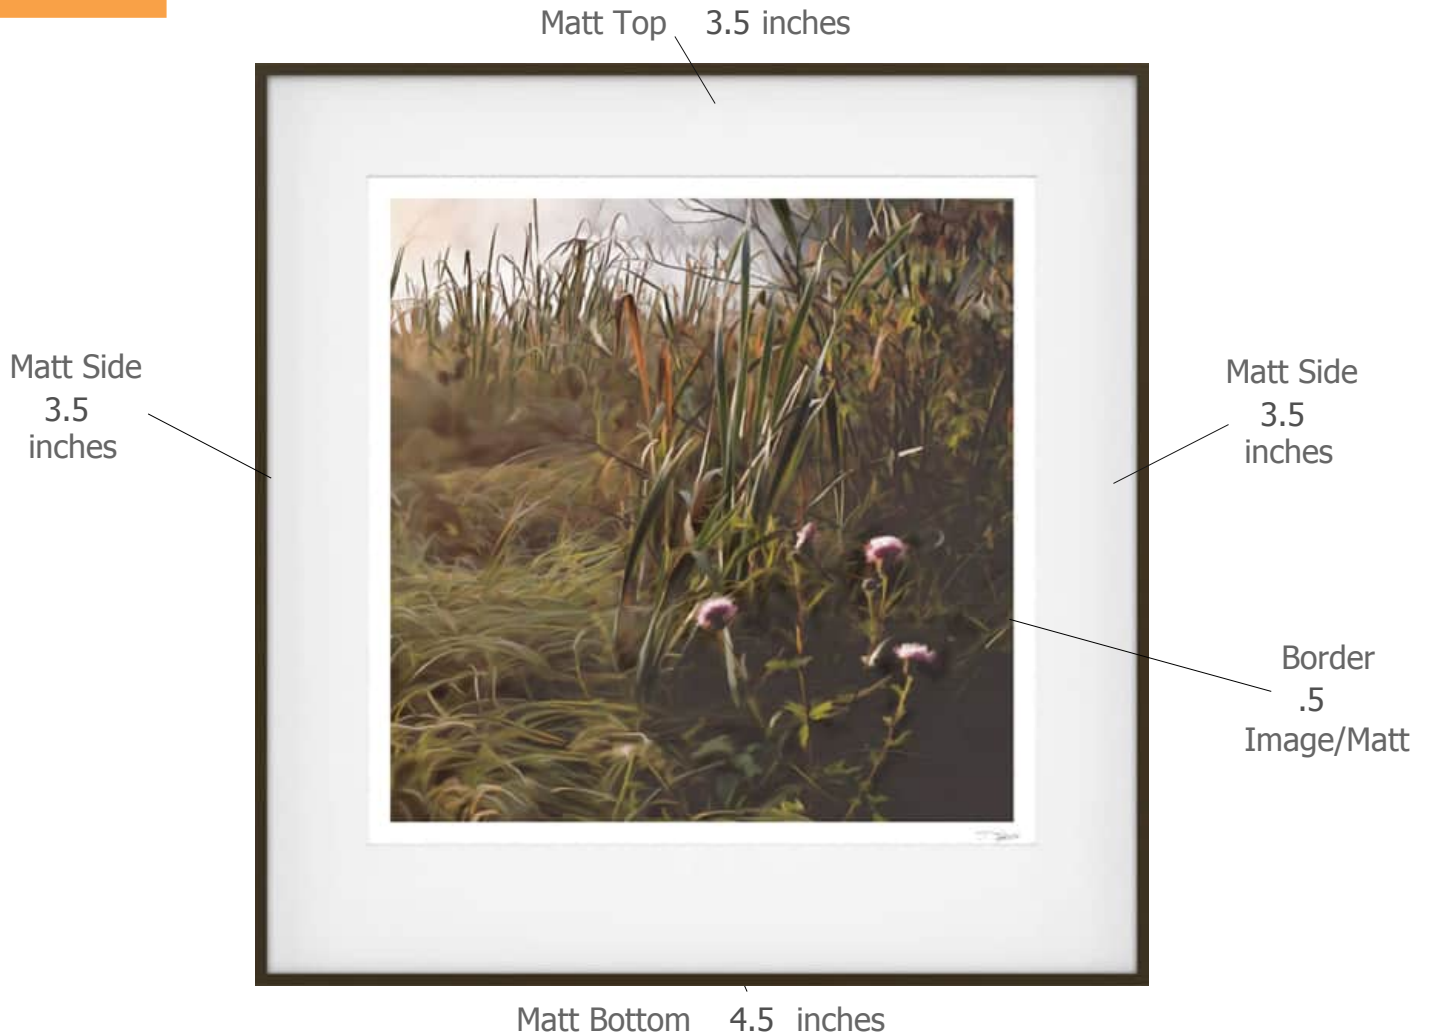 Matt Top 3.5 inches
Matt Side
3.5
inches
Matt Side
3.5
inches
Border
.5
Image/Matt
Matt Bottom 4.5 inches